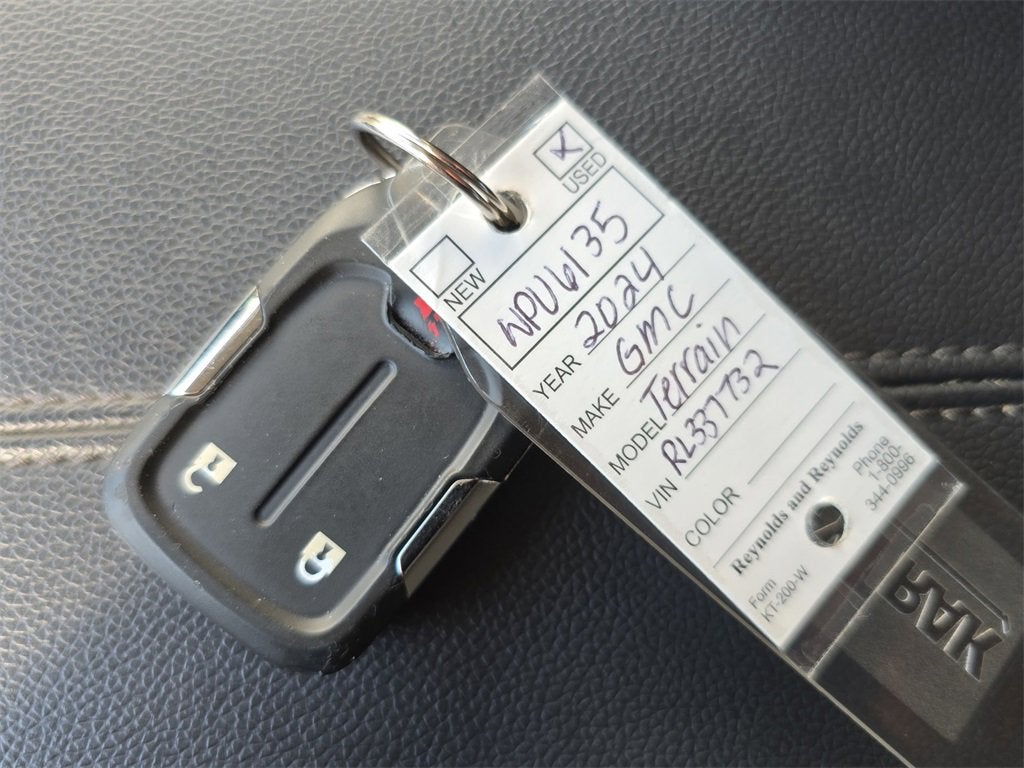 USED
NEW
WPU6135
YEAR 2024
MAKE GMC
MODEL Terrain
VIN RL337732
COLOR
Reynolds and Reynolds
Form
KT-200-W
Phone
1-800-
344-0996